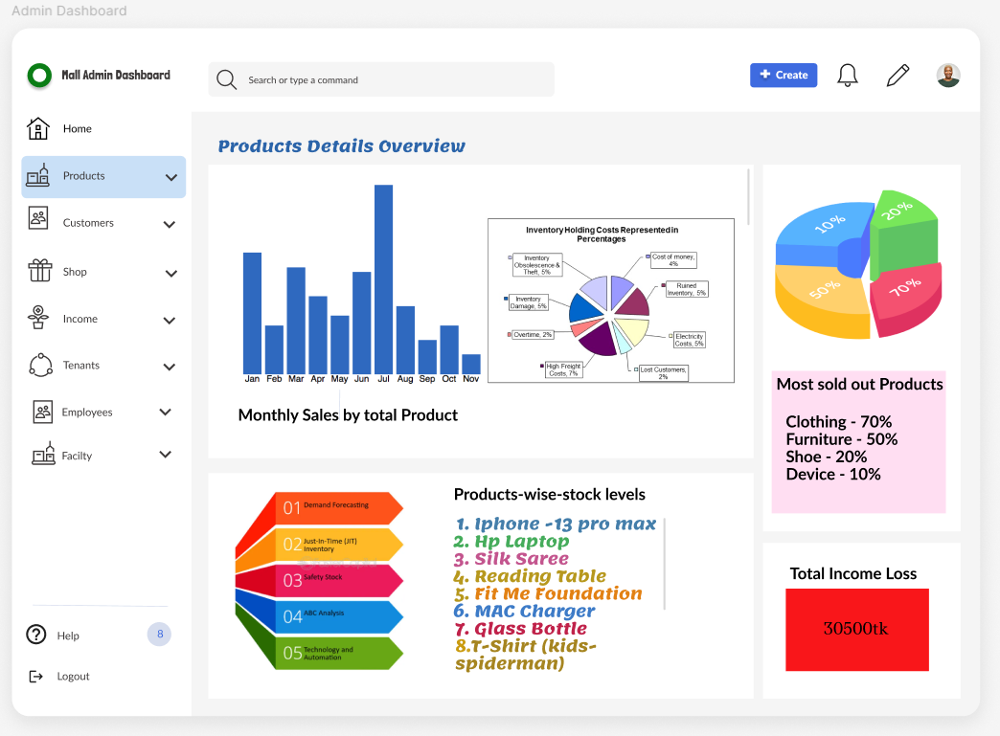 Admin Dashboard
Mall Admin Dashboard
Search or type a command
+ Create
Home
Products
Customers
Shop
Income
Tenants
Employees
Facilty
Help
8
Logout
Products Details Overview
Jan Feb Mar Apr May Jun Jul Aug Sep Oct Nov
Monthly Sales by total Product
Inventory Holding Costs Represented in
Percentages
Inventory
Obsolescence &
Theft, 5%
Cost of money,
4%
Ruined
Inventory, 5%
Inventory
Damage, 5%
Overtime, 2%
Electricity
Costs, 5%
High Freight
Costs, 7%
Lost Customers,
2%
10%
20%
50%
70%
Most sold out Products
Clothing - 70%
Furniture - 50%
Shoe - 20%
Device - 10%
01 Demand Forecasting
02 Just-In-Time (JIT)
Inventory
03 Safety Stock
04 ABC Analysis
05 Technology and
Automation
Products-wise-stock levels
1. Iphone -13 pro max
2. Hp Laptop
3. Silk Saree
4. Reading Table
5. Fit Me Foundation
6. MAC Charger
7. Glass Bottle
8.T-Shirt (kids-
spiderman)
Total Income Loss
30500tk